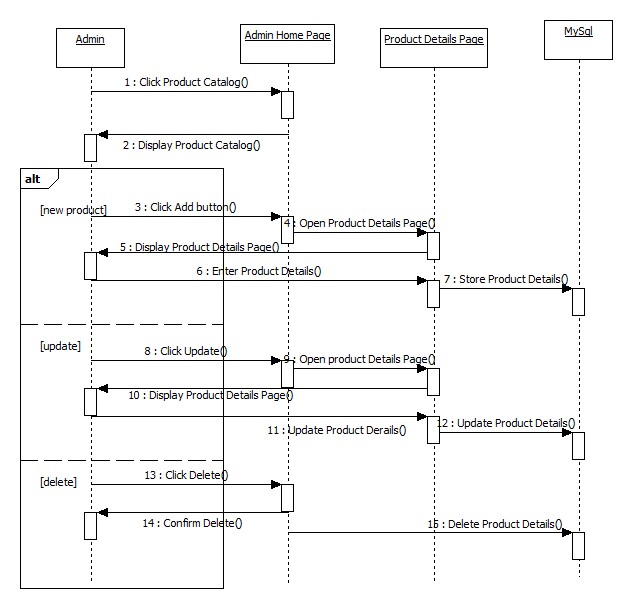 Admin
Admin Home Page
Product Details Page
MySql
1 : Click Product Catalog()
2 : Display Product Catalog()
alt
[new product]
3 : Click Add button()
4 : Open Product Details Page()
5 : Display Product Details Page()
6 : Enter Product Details()
7 : Store Product Details()
[update]
8 : Click Update()
9 : Open product Details Page()
10 : Display Product Details Page()
11 : Update Product Derails()
12 : Update Product Details()
[delete]
13 : Click Delete()
14 : Confirm Delete()
15 : Delete Product Details()